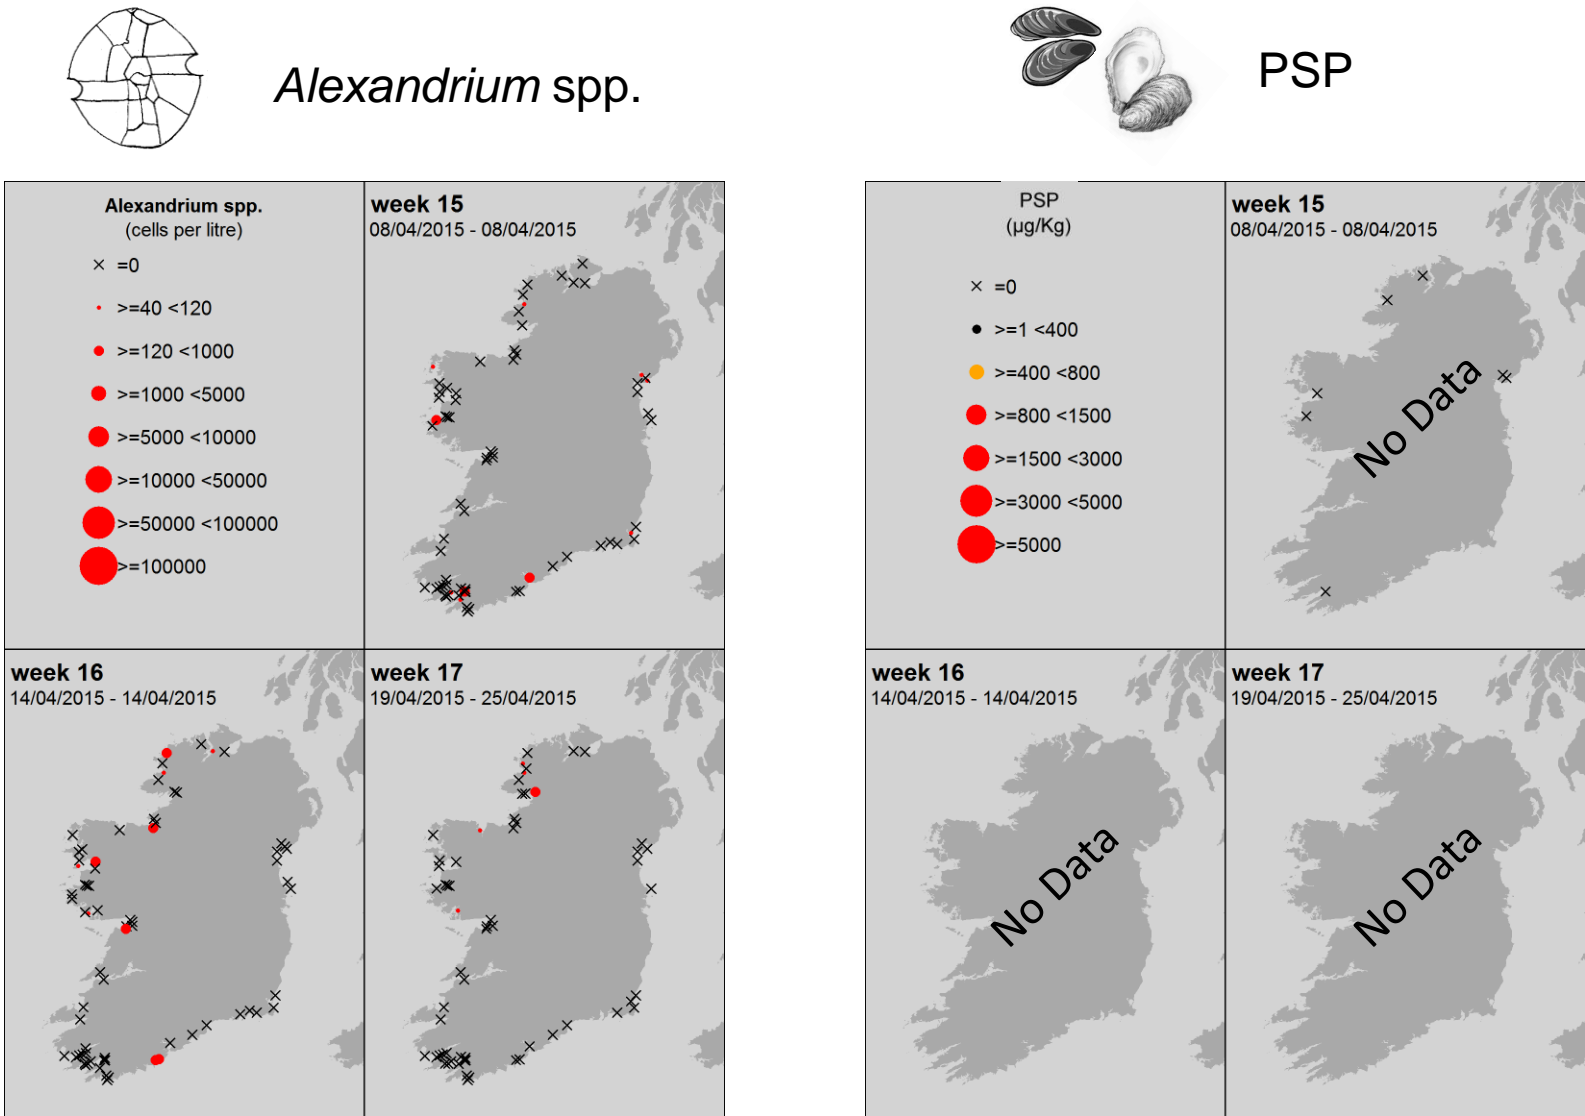 Alexandrium spp.
PSP
Alexandrium spp.
(cells per litre)
=0
>=40 <120
>=120 <1000
>=1000 <5000
>=5000 <10000
>=10000 <50000
>=50000 <100000
>=100000
week 15
08/04/2015 - 08/04/2015
week 16
14/04/2015 - 14/04/2015
week 17
19/04/2015 - 25/04/2015
PSP
(µg/Kg)
=0
>=1 <400
>=400 <800
>=800 <1500
>=1500 <3000
>=3000 <5000
>=5000
week 15
08/04/2015 - 08/04/2015
No Data
week 16
14/04/2015 - 14/04/2015
No Data
week 17
19/04/2015 - 25/04/2015
No Data